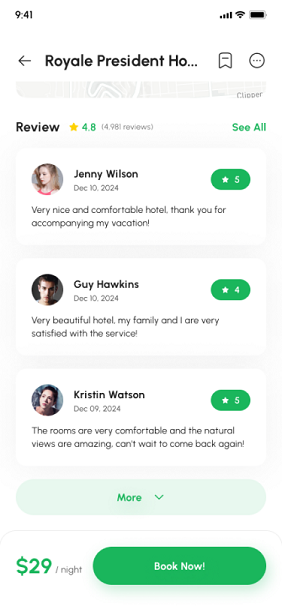 9:41
Royale President Ho...
Clipper
Review 4.8 (4.981 reviews) See All
Jenny Wilson
Dec 10, 2024
5
Very nice and comfortable hotel, thank you for
accompanying my vacation!
Guy Hawkins
Dec 10, 2024
4
Very beautiful hotel, my family and I are very
satisfied with the service!
Kristin Watson
Dec 09, 2024
5
The rooms are very comfortable and the natural
views are amazing, can't wait to come back again!
More
$29 / night
Book Now!